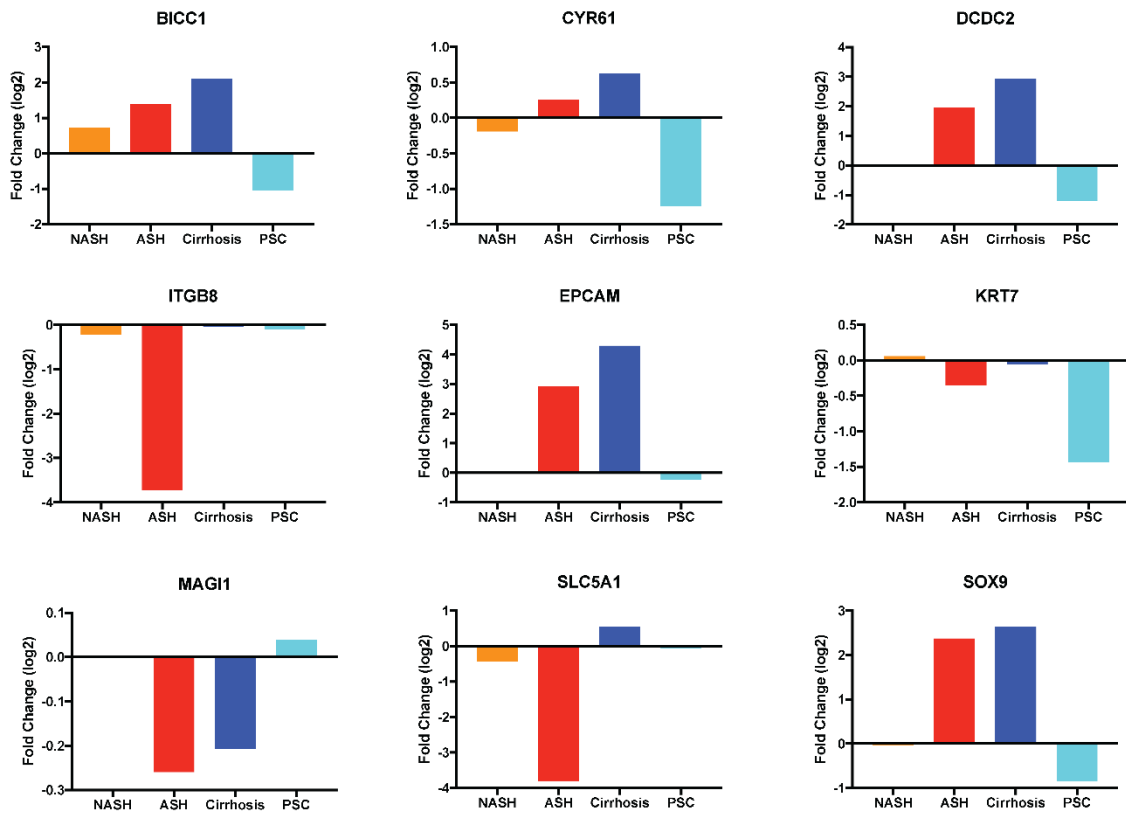 BICC1
Fold Change (log2)
3
2
1
0
-1
-2
NASH ASH Cirrhosis PSC
CYR61
Fold Change (log2)
1.0
0.5
0.0
-0.5
-1.0
-1.5
NASH ASH Cirrhosis PSC
DCDC2
Fold Change (log2)
4
3
2
1
0
-1
-2
NASH ASH Cirrhosis PSC
ITGB8
Fold Change (log2)
0
-1
-2
-3
-4
NASH ASH Cirrhosis PSC
EPCAM
Fold Change (log2)
5
4
3
2
1
0
-1
NASH ASH Cirrhosis PSC
KRT7
Fold Change (log2)
0.5
0.0
-0.5
-1.0
-1.5
-2.0
NASH ASH Cirrhosis PSC
MAGI1
Fold Change (log2)
0.1
0.0
-0.1
-0.2
-0.3
NASH ASH Cirrhosis PSC
SLC5A1
Fold Change (log2)
1
0
-1
-2
-3
-4
NASH ASH Cirrhosis PSC
SOX9
Fold Change (log2)
3
2
1
0
-1
NASH ASH Cirrhosis PSC